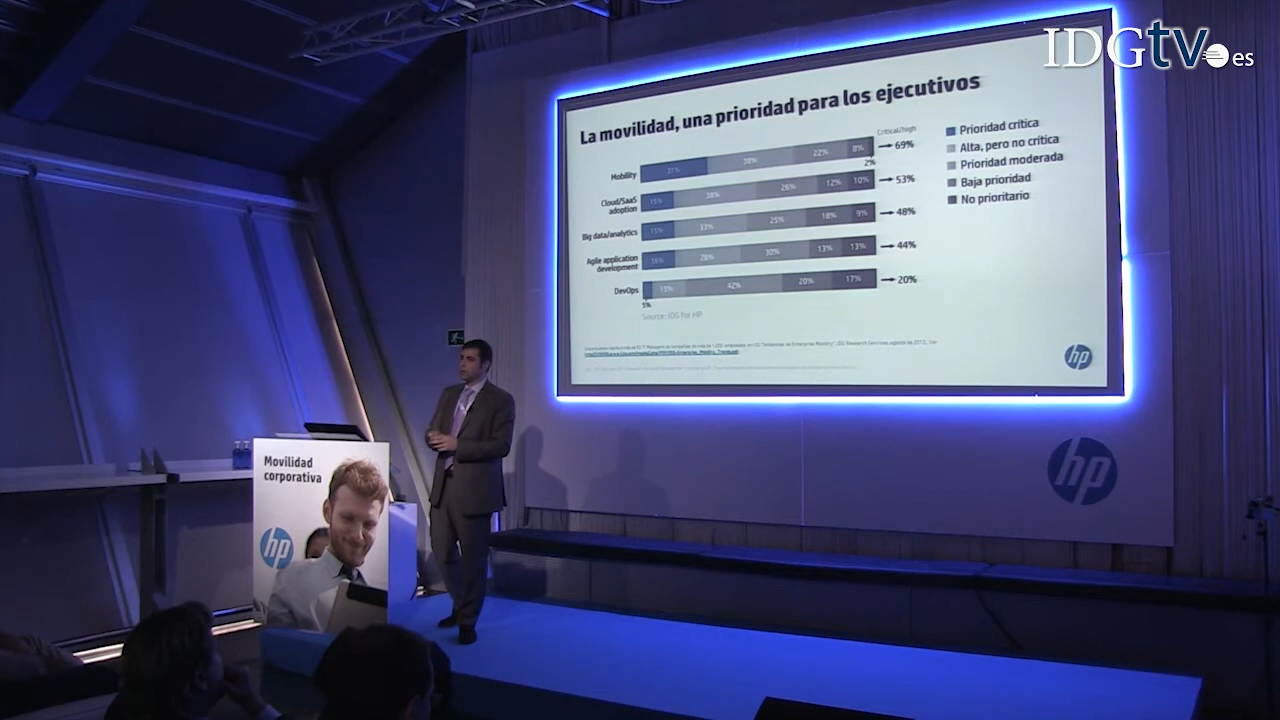 IDGtv.es
La movilidad, una prioridad para los ejecutivos
Critical/high
Mobility 31% 38% 22% 8% 69%
2%
Cloud/SaaS adoption 15% 38% 26% 12% 10% 53%
Big data/analytics 15% 33% 25% 18% 9% 48%
Agile application development 16% 28% 30% 13% 13% 44%
DevOps 15% 42% 20% 17% 20%
5%
Source: IDG for HP
Prioridad crítica
Alta, pero no crítica
Prioridad moderada
Baja prioridad
No prioritario
hp
hp
Movilidad
corporativa
hp